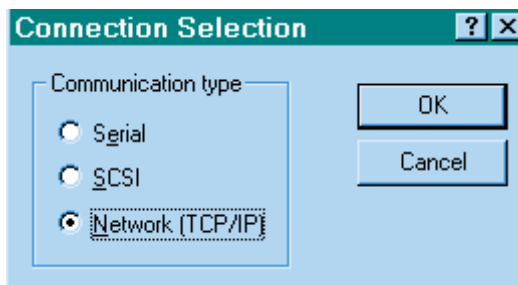 Connection Selection
Communication type
Serial
SCSI
Network (TCP/IP)
OK
Cancel